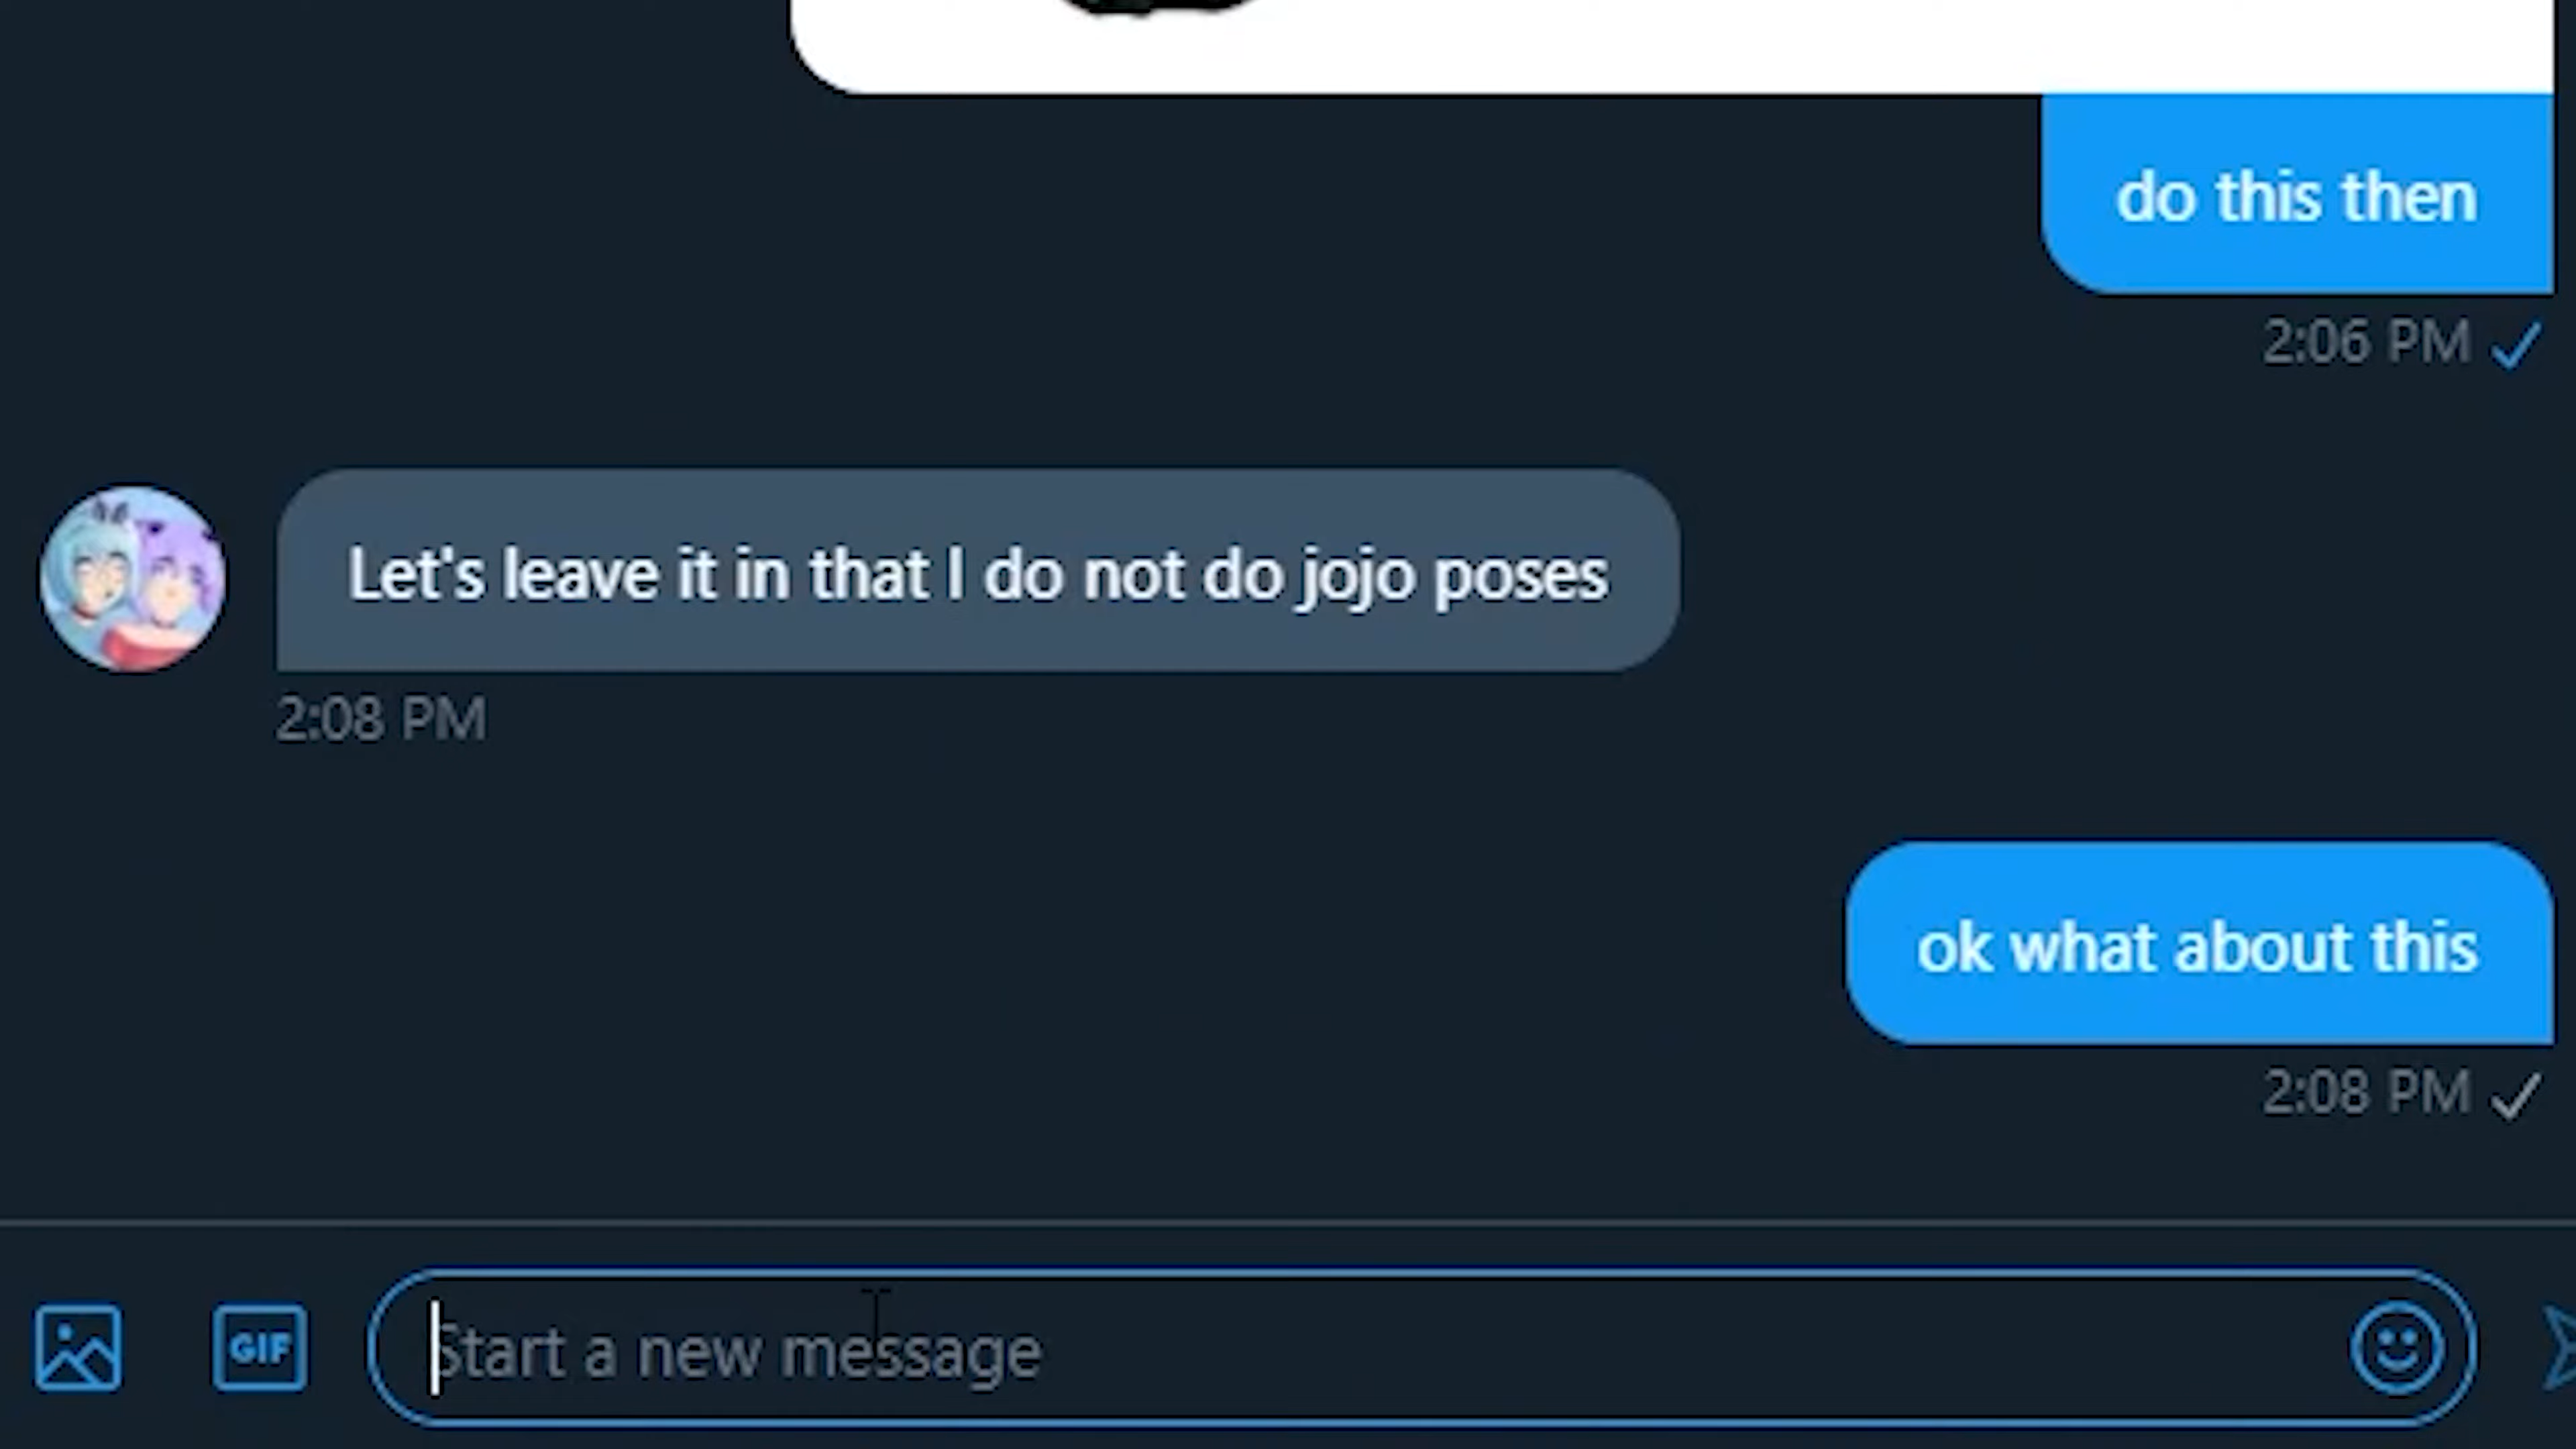 do this then
2:06 PM
Let's leave it in that I do not do jojo poses
2:08 PM
ok what about this
2:08 PM
GIF
Start a new message